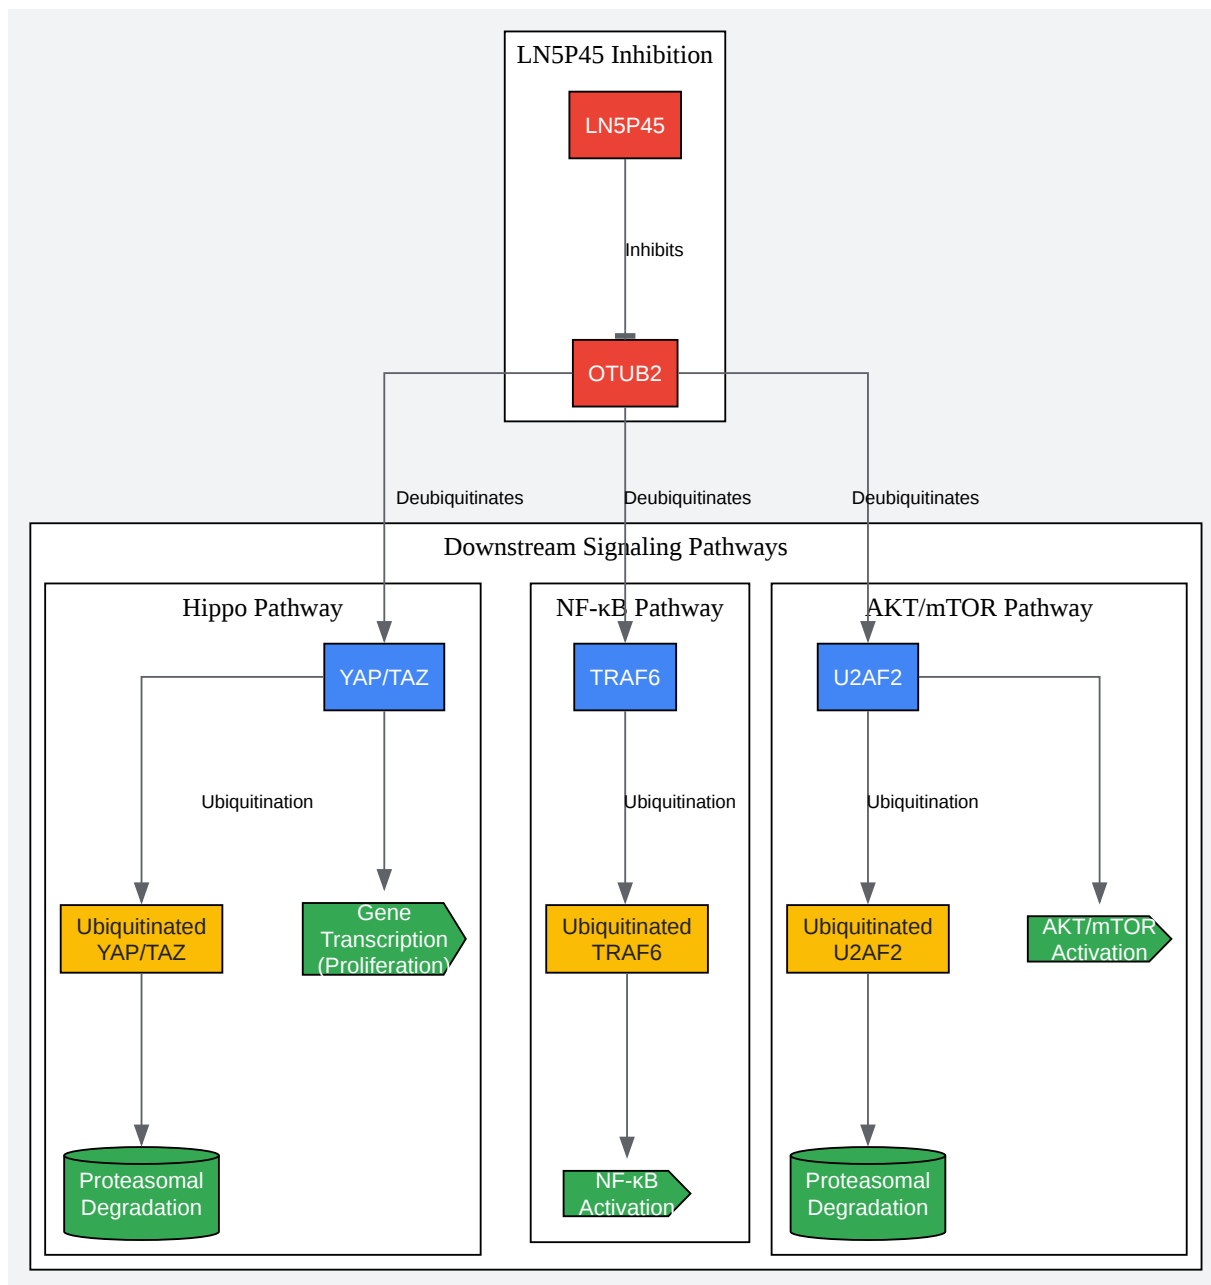 LN5P45 Inhibition
LN5P45
Inhibits
OTUB2
Deubiquitinates
Deubiquitinates
Deubiquitinates
Downstream Signaling Pathways
Hippo Pathway
NF-κB Pathway
AKT/mTOR Pathway
YAP/TAZ
TRAF6
U2AF2
Ubiquitination
Ubiquitination
Ubiquitination
Ubiquitinated
YAP/TAZ
Gene
Transcription
(Proliferation)
Ubiquitinated
TRAF6
Ubiquitinated
U2AF2
AKT/mTOR
Activation
Proteasomal
Degradation
NF-κB
Activation
Proteasomal
Degradation